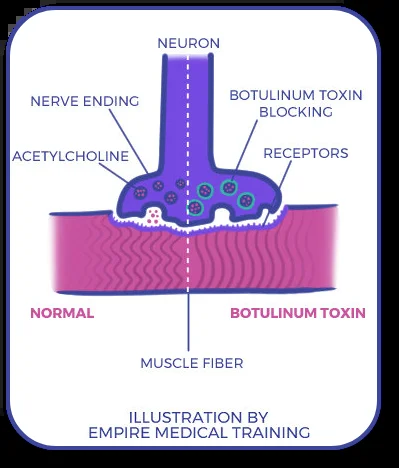 NEURON
NERVE ENDING
BOTULINUM TOXIN
BLOCKING
ACETYLCHOLINE
RECEPTORS
NORMAL
BOTULINUM TOXIN
MUSCLE FIBER
ILLUSTRATION BY
EMPIRE MEDICAL TRAINING